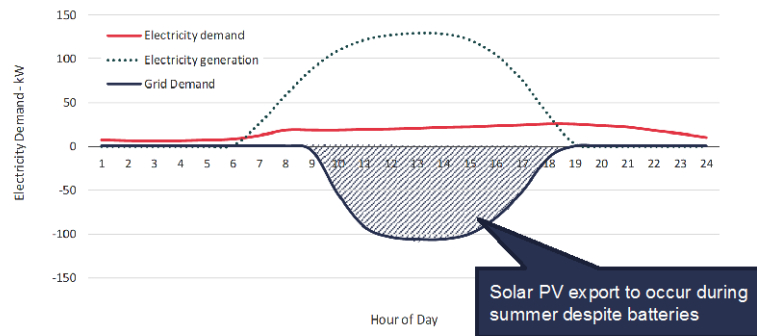 150
Electricity demand
Electricity generation
Grid Demand
100
50
0
-50
-100
-150
Electricity Demand - kW
1 2 3 4 5 6 7 8 9 10 11 12 13 14 15 16 17 18 19 20 21 22 23 24
Solar PV export to occur during
summer despite batteries
Hour of Day